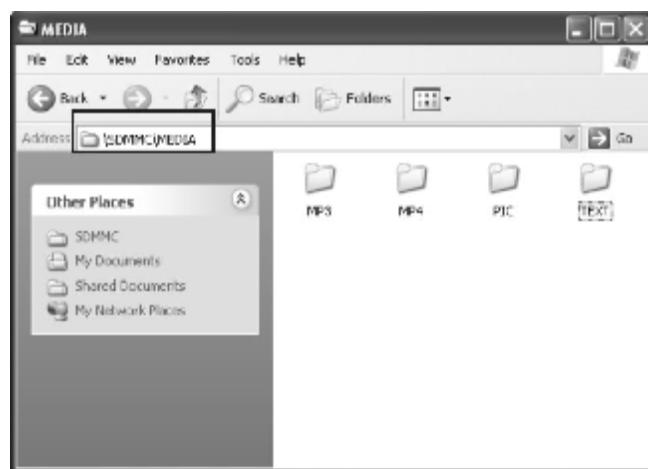 MEDIA
File Edit View Favorites Tools Help
Back Search Folders
Address \SDMMC\MEDIA Go
Other Places
MP3 MP4 PIC TEXT
SDMMC
My Documents
Shared Documents
My Network Places